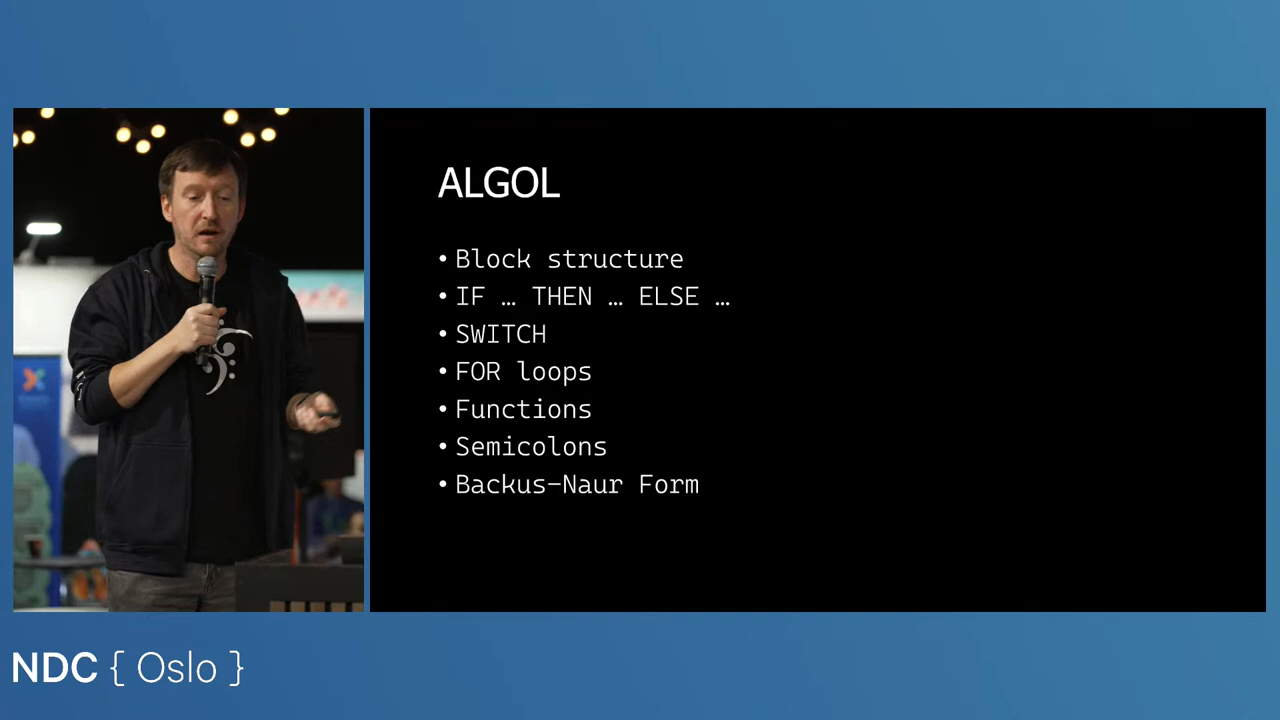 ALGOL
• Block structure
• IF … THEN … ELSE …
• SWITCH
• FOR loops
• Functions
• Semicolons
• Backus–Naur Form
NDC { Oslo }